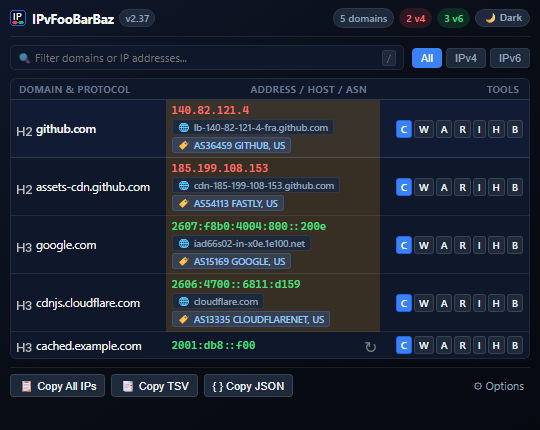 IP IPvFooBarBaz v2.37 5 domains 2 v4 3 v6 🌙 Dark
🔍 Filter domains or IP addresses... / All IPv4 IPv6
DOMAIN & PROTOCOL ADDRESS / HOST / ASN TOOLS
140.82.121.4
H2 github.com 🌐 lb-140-82-121-4-fra.github.com C W A R I H B
🏷️ AS36459 GITHUB, US
185.199.108.153
H2 assets-cdn.github.com 🌐 cdn-185-199-108-153.github.com C W A R I H B
🏷️ AS54113 FASTLY, US
2607:f8b0:4004:800::200e
H3 google.com 🌐 iad66s02-in-x0e.1e100.net C W A R I H B
🏷️ AS15169 GOOGLE, US
2606:4700::6811:d159
H3 cdnjs.cloudflare.com 🌐 cloudflare.com C W A R I H B
🏷️ AS13335 CLOUDFLARENET, US
H3 cached.example.com 2001:db8::f00 ↻ C W A R I H B
📋 Copy All IPs 📝 Copy TSV { } Copy JSON ⚙ Options